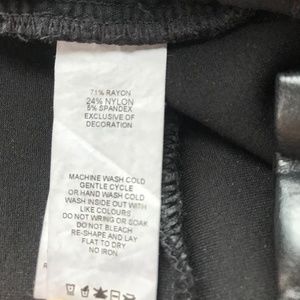 71% RAYON
24% NYLON
5% SPANDEX
EXCLUSIVE OF
DECORATION
MACHINE WASH COLD
GENTLE CYCLE
OR HAND WASH COLD
WASH INSIDE OUT WITH
LIKE COLOURS
DO NOT WRING OR SOAK
DO NOT BLEACH
RE-SHAPE AND LAY
FLAT TO DRY
NO IRON